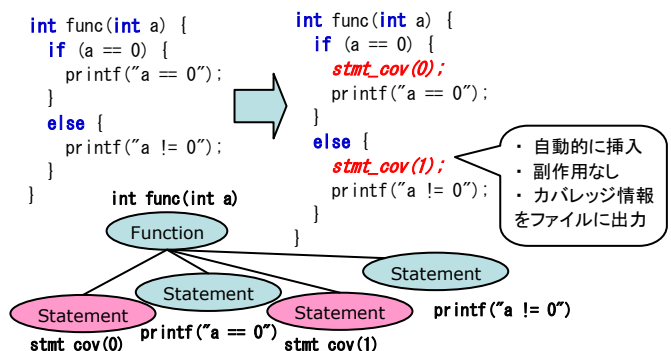 int func(int a) {
if (a == 0) {
printf("a == 0");
}
else {
printf("a != 0");
}
}
int func(int a) {
if (a == 0) {
stmt_cov(0);
printf("a == 0");
}
else {
stmt_cov(1);
printf("a != 0");
}
}
・ 自動的に挿入
・ 副作用なし
・ カバレッジ情報
をファイルに出力
int func(int a)
Function
Statement
Statement
Statement
Statement
stmt cov(0)
printf("a == 0")
stmt cov(1)
printf("a != 0")